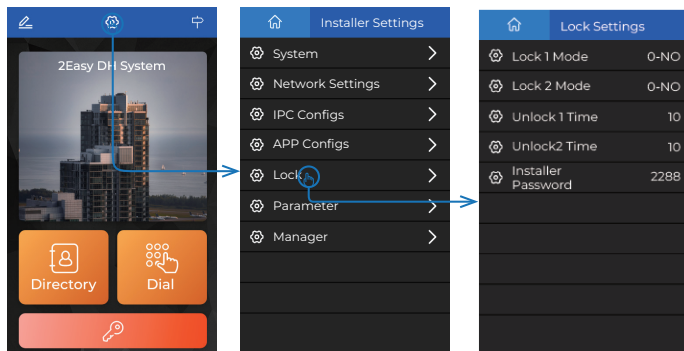 2Easy DH System
Directory
Dial
Installer Settings
System
Network Settings
IPC Configs
APP Configs
Lock
Parameter
Manager
Lock Settings
Lock 1 Mode 0-NO
Lock 2 Mode 0-NO
Unlock 1 Time 10
Unlock2 Time 10
Installer
Password 2288